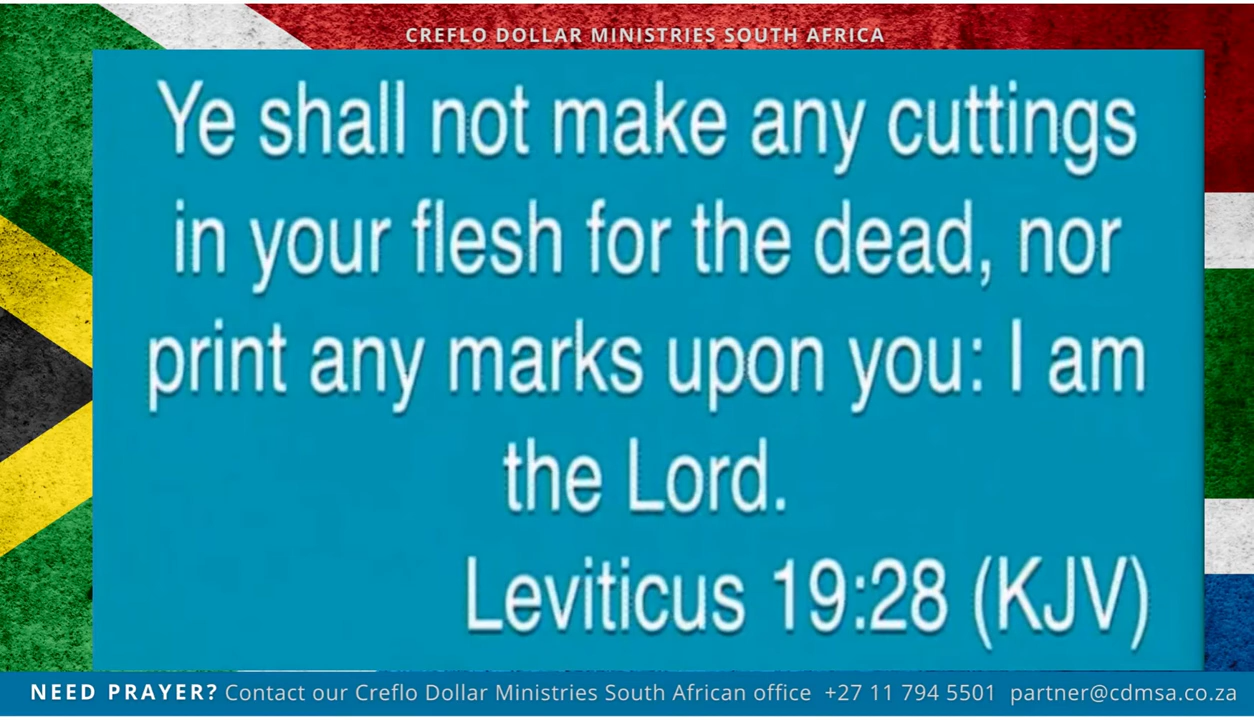 CREFLO DOLLAR MINISTRIES SOUTH AFRICA
Ye shall not make any cuttings
in your flesh for the dead, nor
print any marks upon you: I am
the Lord.
Leviticus 19:28 (KJV)
NEED PRAYER? Contact our Creflo Dollar Ministries South African office +27 11 794 5501 partner@cdmsa.co.za